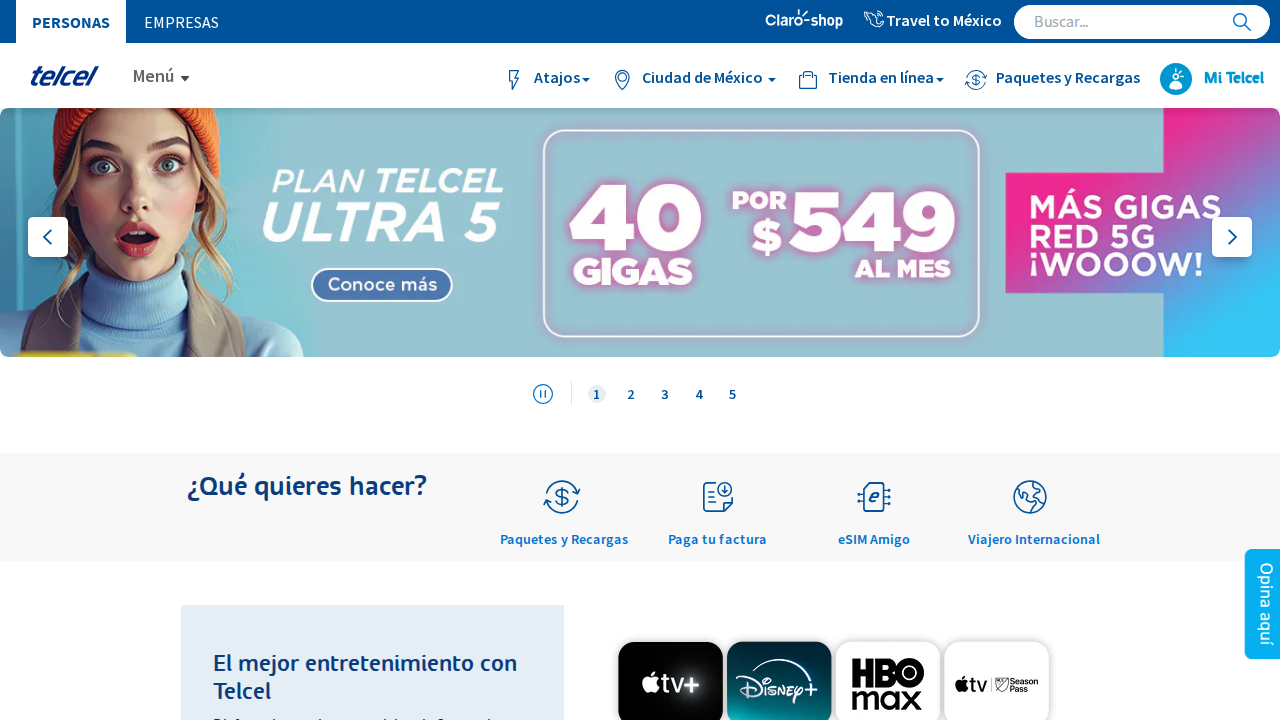 PERSONAS
EMPRESAS
Claro-shop
Travel to México
Buscar...
telcel
Menú
Atajos
Ciudad de México
Tienda en línea
Paquetes y Recargas
Mi Telcel
PLAN TELCEL
ULTRA 5
Conoce más
40
GIGAS
POR
$549
AL MES
MÁS GIGAS
RED 5G
¡WOOOW!
1 2 3 4 5
¿Qué quieres hacer?
Paquetes y Recargas
Paga tu factura
eSIM Amigo
Viajero Internacional
Opina aquí
El mejor entretenimiento con
Telcel
tv+
Disney+
HBO
max
tv
Season
Pass